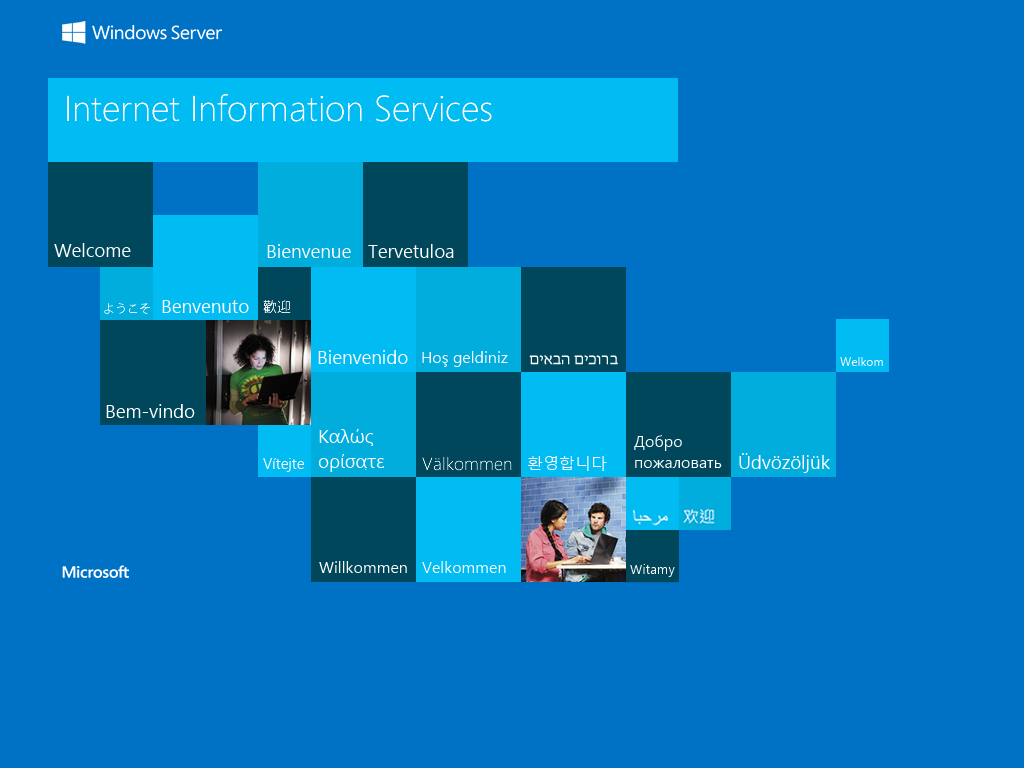 Windows Server
Internet Information Services
Welcome
Bienvenue
Tervetuloa
ようこそ
Benvenuto
歡迎
Bienvenido
Hoş geldiniz
ברוכים הבאים
Welkom
Bem-vindo
Vítejte
Καλώς
ορίσατε
Välkommen
환영합니다
Добро
пожаловать
Üdvözöljük
مرحبا
欢迎
Willkommen
Velkommen
Witamy
Microsoft